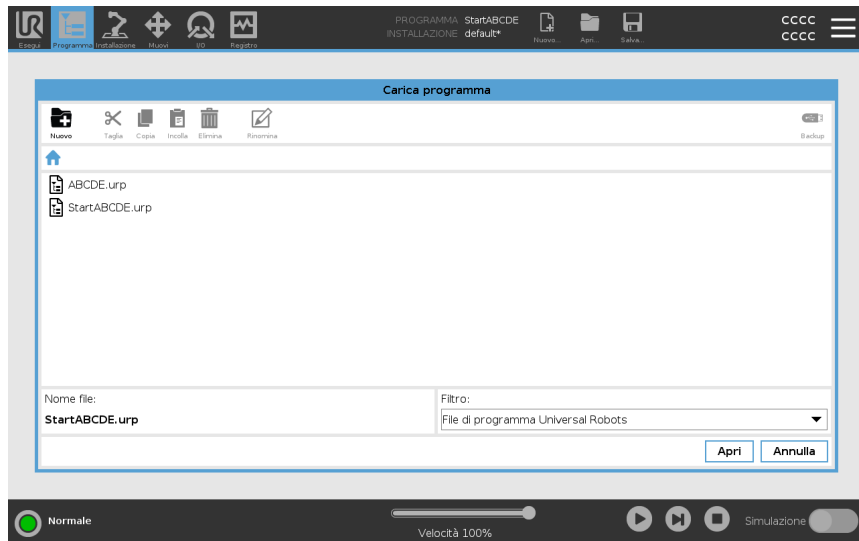 UR
PROGRAMMA StartABCDE
INSTALLAZIONE default*
Esegui Programma Installazione Muovi I/O Registro
Nuovo... Apri... Salva...
CCCC
CCCC
Carica programma
Nuovo Taglia Copia Incolla Elimina Rinomina Backup
ABCDE.urp
StartABCDE.urp
Nome file: Filtro:
StartABCDE.urp File di programma Universal Robots
Apri Annulla
Normale
Velocità 100%
Simulazione